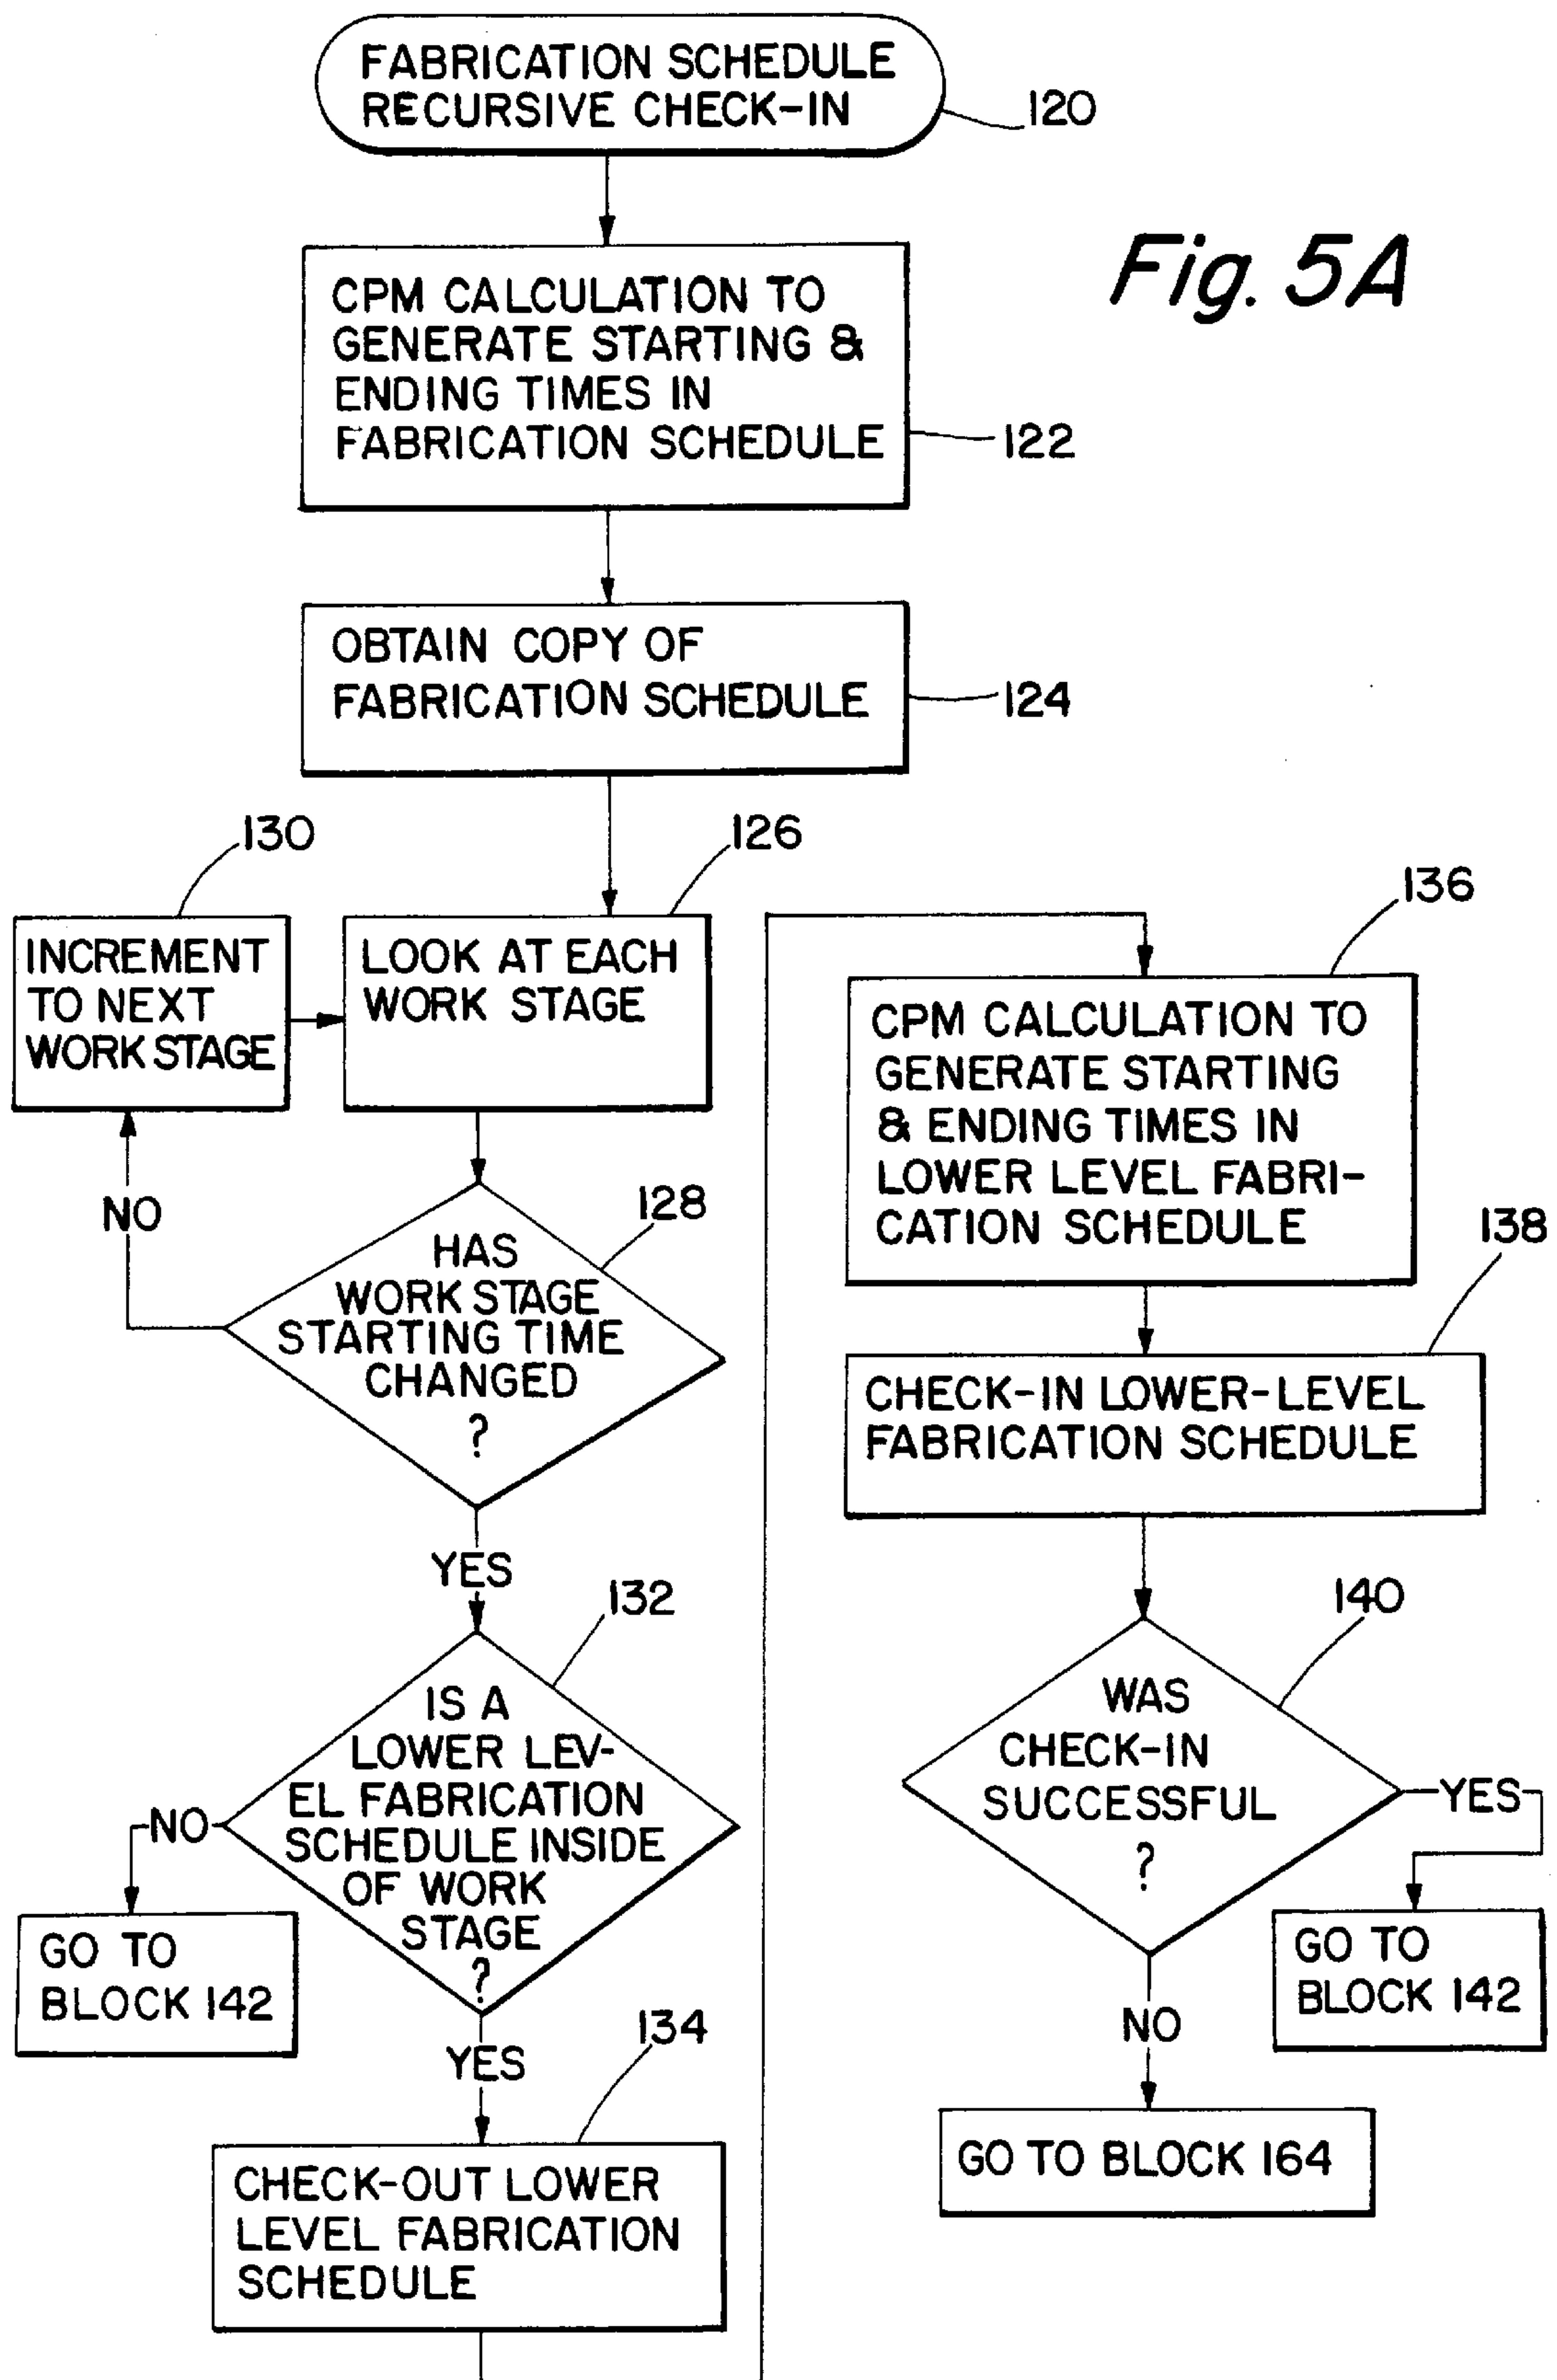 FABRICATION SCHEDULE
RECURSIVE CHECK-IN
120
Fig. 5A
CPM CALCULATION TO
GENERATE STARTING &
ENDING TIMES IN
FABRICATION SCHEDULE
122
OBTAIN COPY OF
FABRICATION SCHEDULE
124
130
126
INCREMENT
TO NEXT
WORK STAGE
LOOK AT EACH
WORK STAGE
NO
128
HAS
WORK STAGE
STARTING TIME
CHANGED
?
YES
132
IS A
LOWER LEV-
EL FABRICATION
SCHEDULE INSIDE
OF WORK
STAGE
?
NO
GO TO
BLOCK 142
YES
134
CHECK-OUT LOWER
LEVEL FABRICATION
SCHEDULE
136
CPM CALCULATION TO
GENERATE STARTING
& ENDING TIMES IN
LOWER LEVEL FABRI-
CATION SCHEDULE
138
CHECK-IN LOWER-LEVEL
FABRICATION SCHEDULE
140
WAS
CHECK-IN
SUCCESSFUL
?
YES
GO TO
BLOCK 142
NO
GO TO BLOCK 164